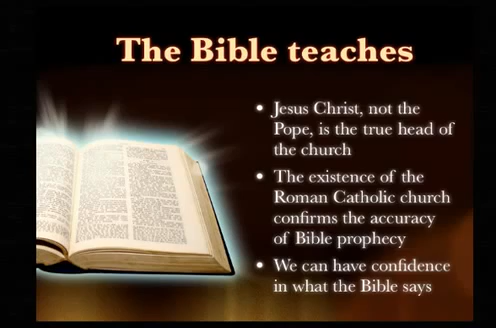 The Bible teaches
• Jesus Christ, not the
Pope, is the true head of
the church
• The existence of the
Roman Catholic church
confirms the accuracy
of Bible prophecy
• We can have confidence
in what the Bible says